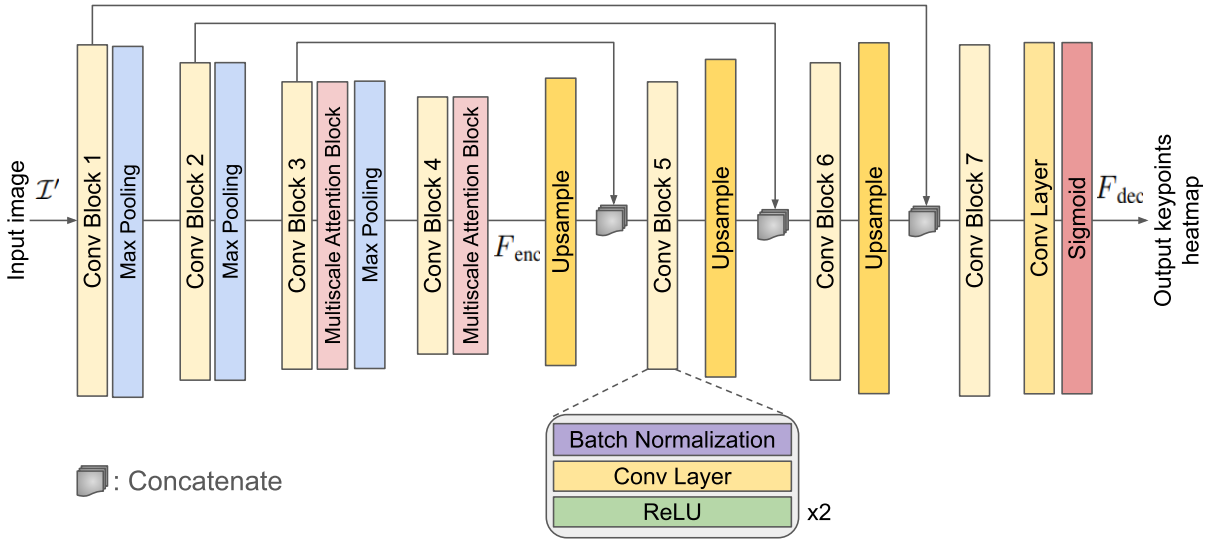 Input image
I′
Conv Block 1
Max Pooling
Conv Block 2
Max Pooling
Conv Block 3
Multiscale Attention Block
Max Pooling
Conv Block 4
Multiscale Attention Block
F_enc
Upsample
Conv Block 5
Upsample
Conv Block 6
Upsample
Conv Block 7
Conv Layer
Sigmoid
F_dec
Output keypoints
heatmap
Batch Normalization
Conv Layer
ReLU
x2
: Concatenate